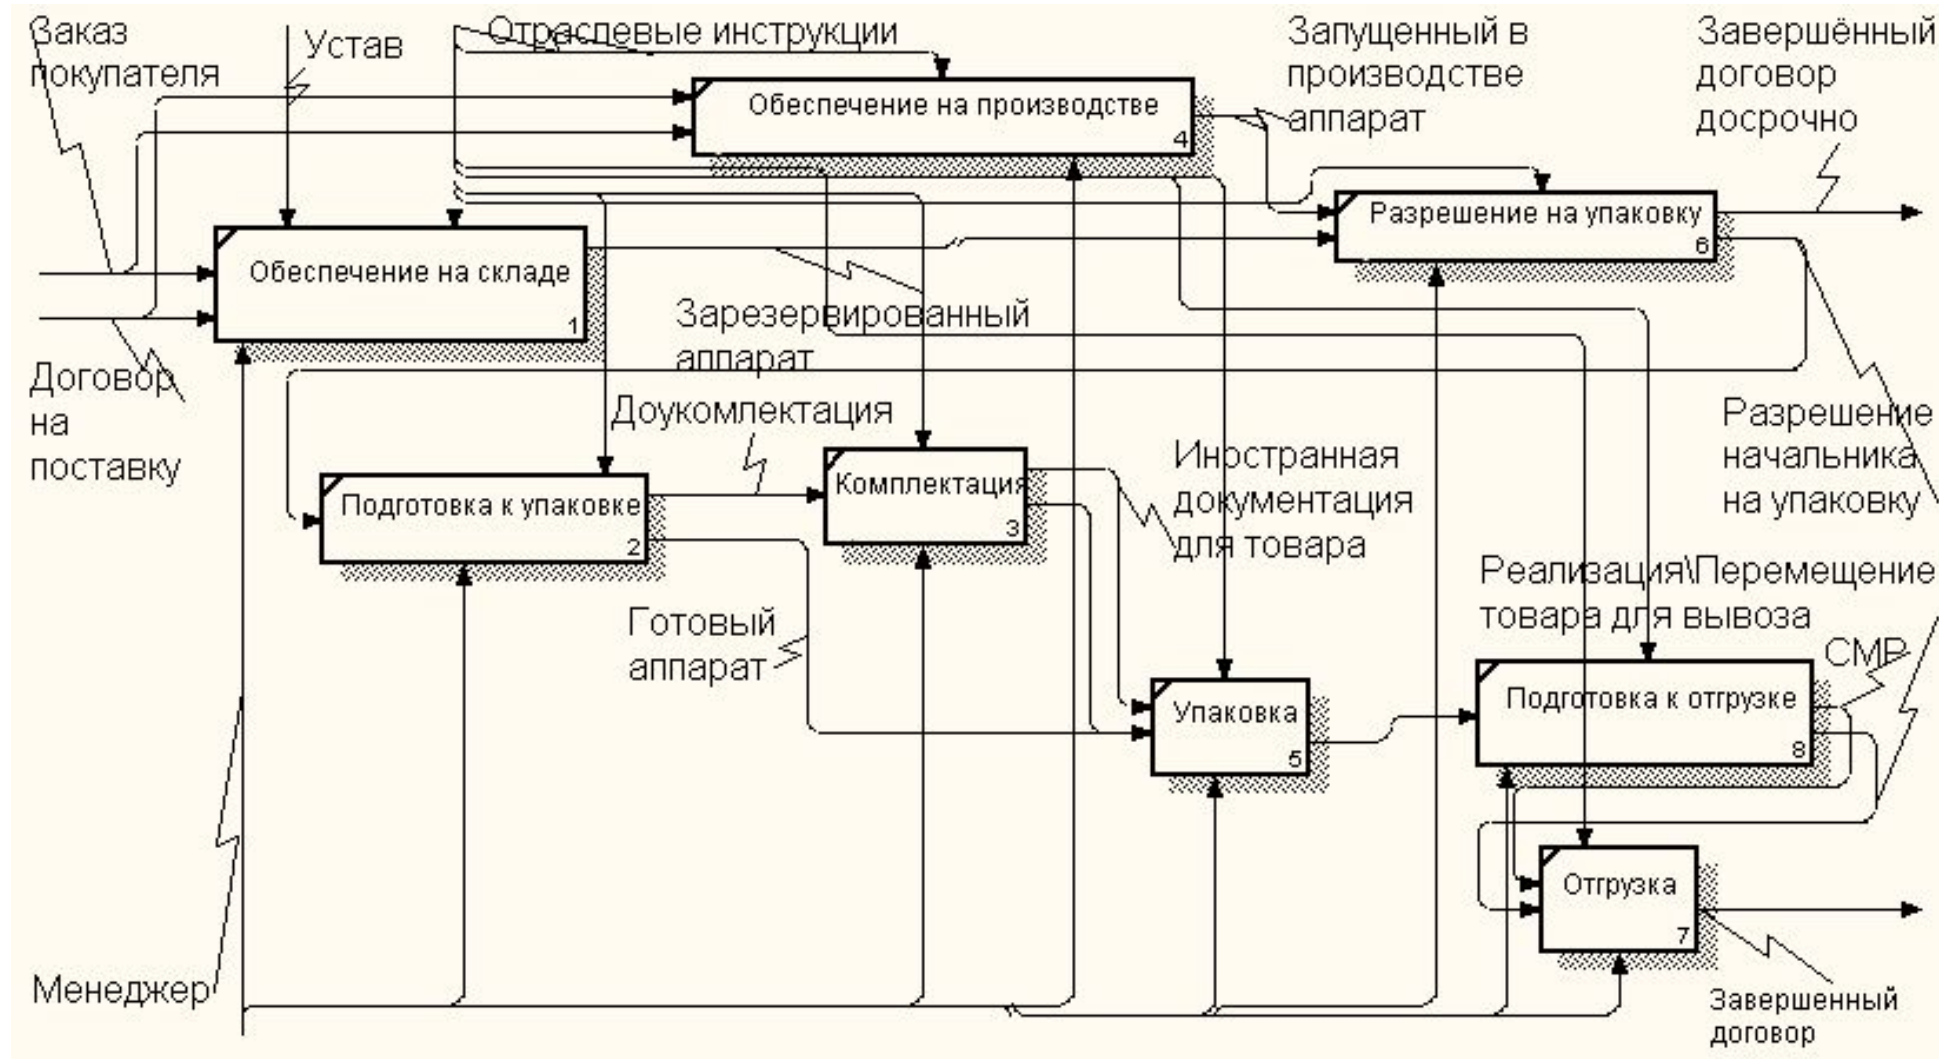 Заказ
покупателя
Устав
Отраслевые инструкции
Запущенный в
производстве
аппарат
Завершённый
договор
досрочно
Обеспечение на производстве
4
Разрешение на упаковку
6
Обеспечение на складе
1
Зарезервированный
аппарат
Договор
на
поставку
Доукомлектация
Разрешение
начальника
на упаковку
Иностранная
документация
для товара
Подготовка к упаковке
2
Комплектация
3
Готовый
аппарат
Реализация\Перемещение
товара для вывоза
СМР
Упаковка
5
Подготовка к отгрузке
8
Отгрузка
7
Менеджер
Завершенный
договор